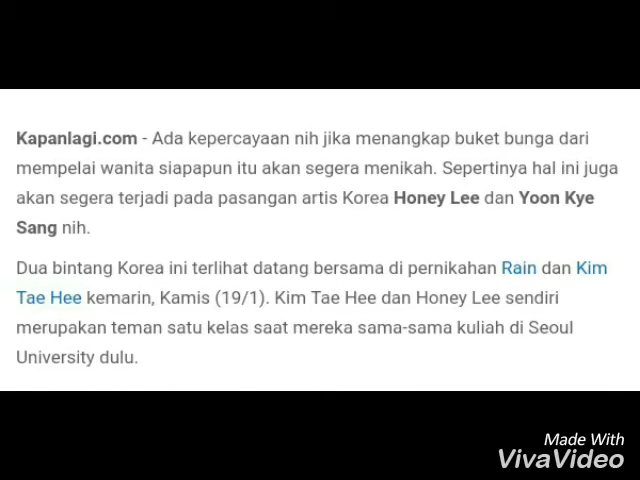 Kapanlagi.com - Ada kepercayaan nih jika menangkap buket bunga dari
mempelai wanita siapapun itu akan segera menikah. Sepertinya hal ini juga
akan segera terjadi pada pasangan artis Korea Honey Lee dan Yoon Kye
Sang nih.
Dua bintang Korea ini terlihat datang bersama di pernikahan Rain dan Kim
Tae Hee kemarin, Kamis (19/1). Kim Tae Hee dan Honey Lee sendiri
merupakan teman satu kelas saat mereka sama-sama kuliah di Seoul
University dulu.
Made With
VivaVideo